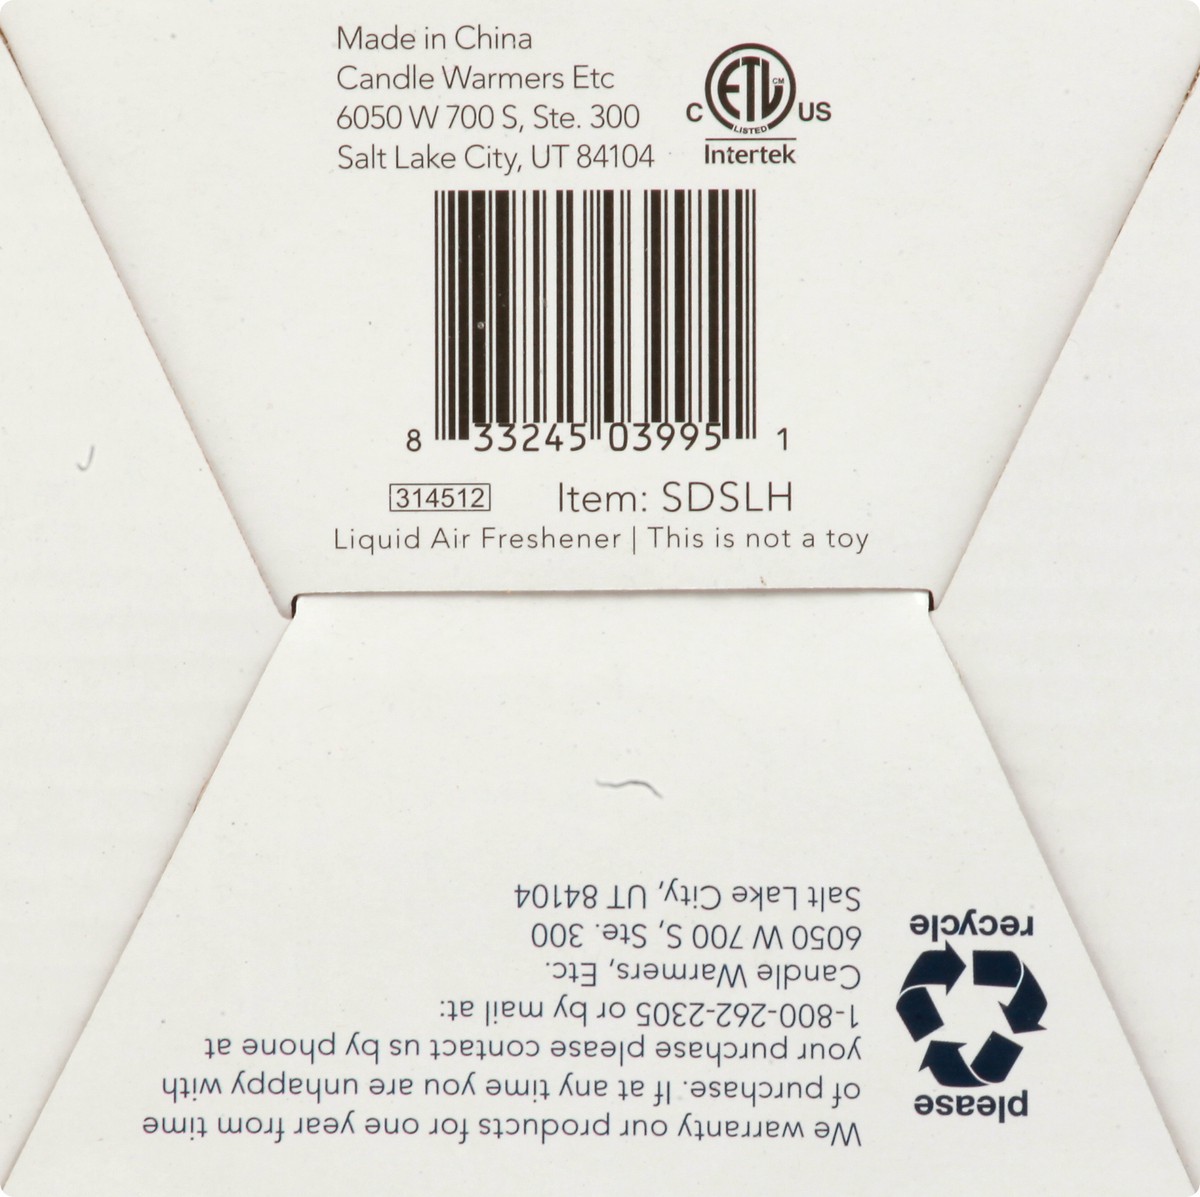 Made in China
Candle Warmers Etc
6050 W 700 S, Ste. 300
Salt Lake City, UT 84104
C ETL CM US
LISTED
Intertek
8 33245 03995 1
314512 Item: SDSLH
Liquid Air Freshener | This is not a toy
We warranty our products for one year from time
of purchase. If at any time you are unhappy with
your purchase please contact us by phone at
1-800-262-2305 or by mail at:
Candle Warmers, Etc.
6050 W 700 S, Ste. 300
Salt Lake City, UT 84104
please
recycle